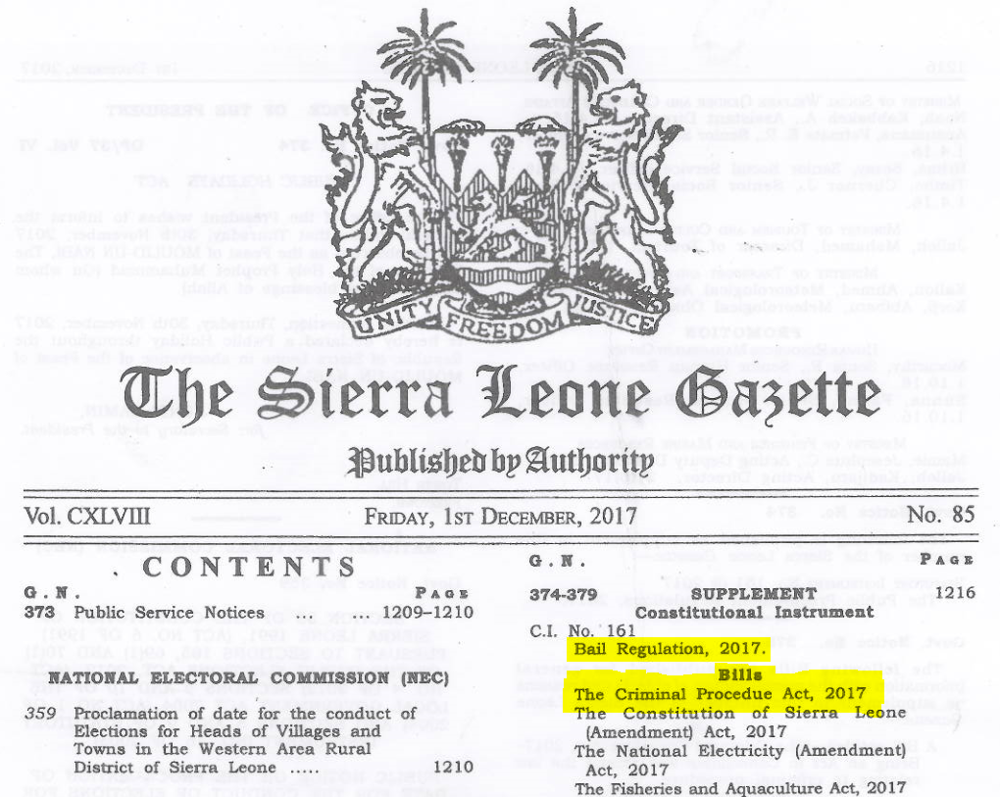 UNITY FREEDOM JUSTICE
The Sierra Leone Gazette
Published by Authority
Vol. CXLVIII FRIDAY, 1ST DECEMBER, 2017 No. 85
CONTENTS
G.N. PAGE
373 Public Service Notices .... ... 1209–1210
NATIONAL ELECTORAL COMMISSION (NEC)
359 Proclamation of date for the conduct of
Elections for Heads of Villages and
Towns in the Western Area Rural
District of Sierra Leone .... ... 1210
G.N. PAGE
374-379 SUPPLEMENT 1216
Constitutional Instrument
C.I. No. 161
Bail Regulation, 2017.
Bills
The Criminal Procedue Act, 2017
The Constitution of Sierra Leone
(Amendment) Act, 2017
The National Electricity (Amendment)
Act, 2017
The Fisheries and Aquaculture Act, 2017